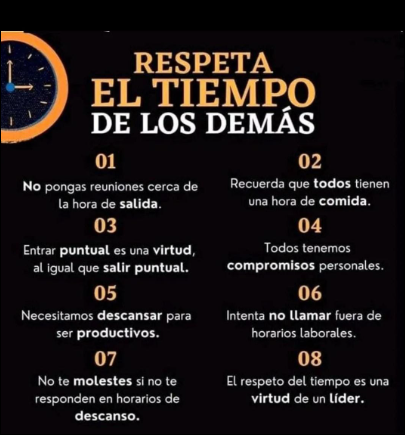 RESPETA
EL TIEMPO
DE LOS DEMÁS
01
No pongas reuniones cerca de
la hora de salida.
02
Recuerda que todos tienen
una hora de comida.
03
Entrar puntual es una virtud,
al igual que salir puntual.
04
Todos tenemos
compromisos personales.
05
Necesitamos descansar para
ser productivos.
06
Intenta no llamar fuera de
horarios laborales.
07
No te molestes si no te
responden en horarios de
descanso.
08
El respeto del tiempo es una
virtud de un líder.